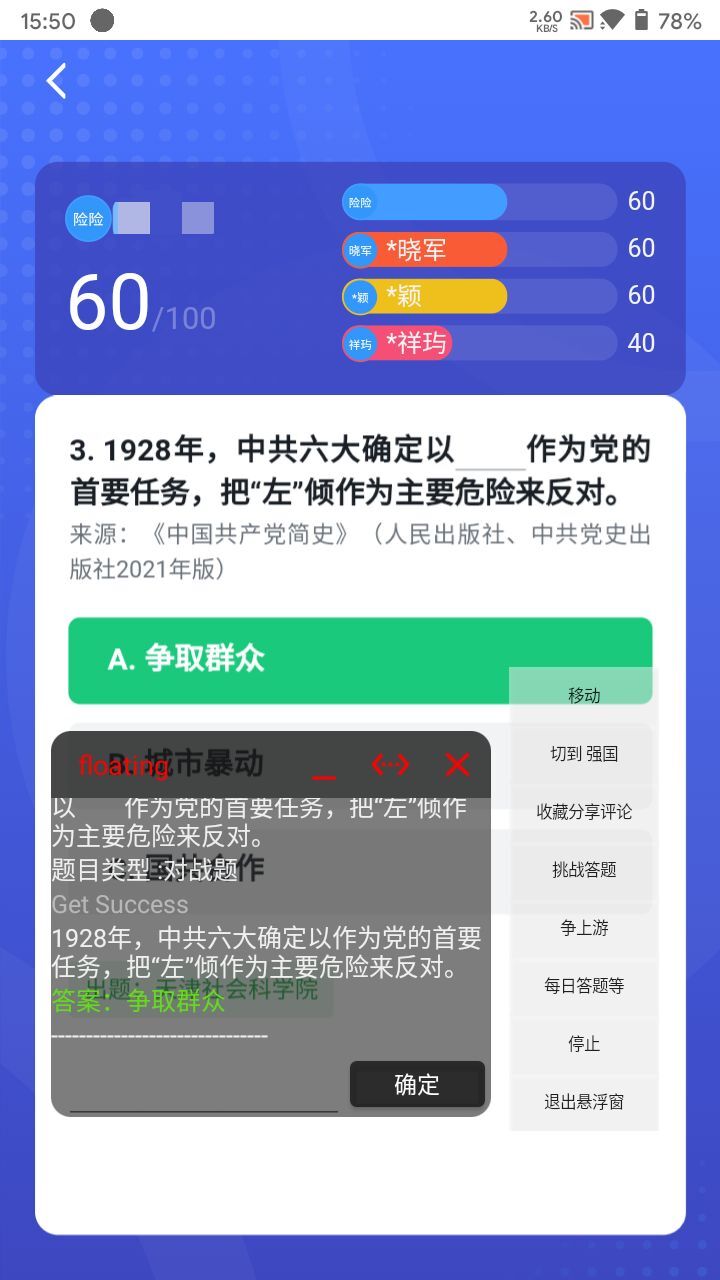 15:50
2.60
KB/S
78%
险险
60/100
险险
60
晓军 *晓军
60
*颖 *颖
60
祥玙 *祥玙
40
3. 1928年，中共六大确定以_____作为党的
首要任务，把“左”倾作为主要危险来反对。
来源：《中国共产党简史》（人民出版社、中共党史出
版社2021年版）
A. 争取群众
B. 城市暴动
国共合作
出题：天津社会科学院
floating
以 作为党的首要任务，把“左”倾作
为主要危险来反对。
题目类型 :对战题
Get Success
1928年，中共六大确定以作为党的首要
任务，把“左”倾作为主要危险来反对。
答案：争取群众
----------------------------
确定
移动
切到 强国
收藏分享评论
挑战答题
争上游
每日答题等
停止
退出悬浮窗